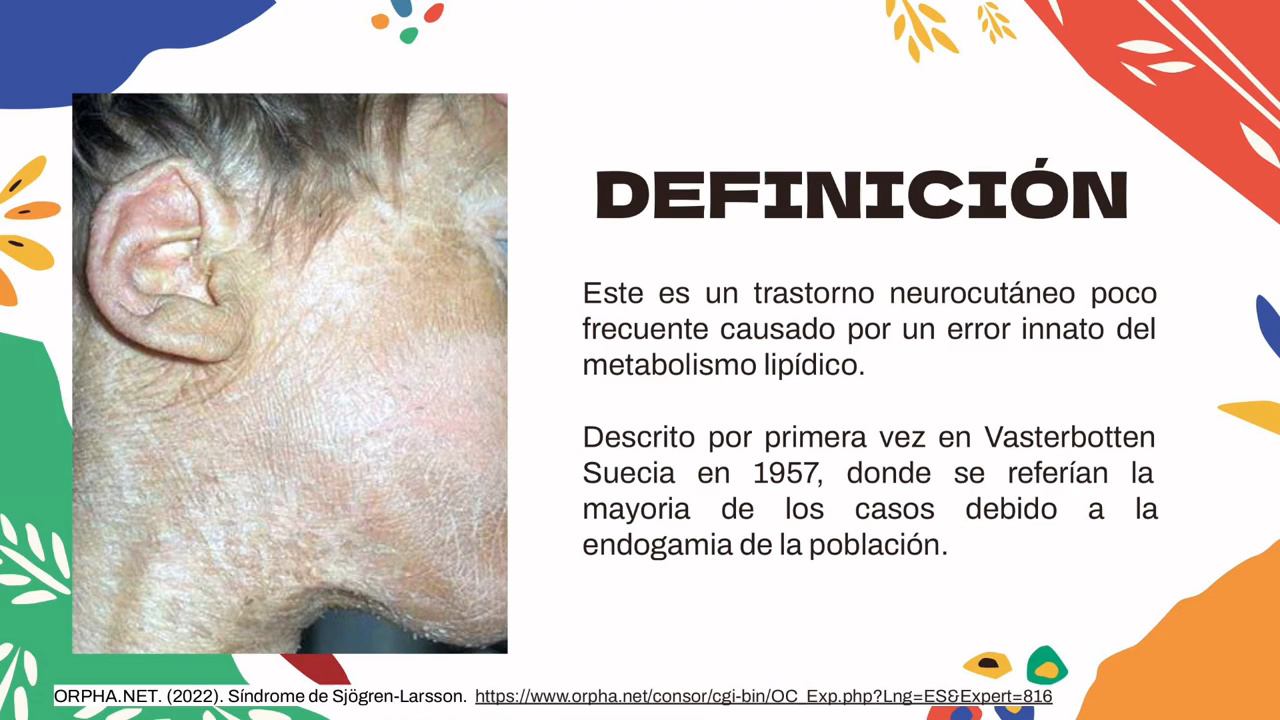 DEFINICIÓN
Este es un trastorno neurocutáneo poco
frecuente causado por un error innato del
metabolismo lipídico.
Descrito por primera vez en Vasterbotten
Suecia en 1957, donde se referían la
mayoria de los casos debido a la
endogamia de la población.
ORPHA.NET. (2022). Síndrome de Sjögren-Larsson. https://www.orpha.net/consor/cgi-bin/OC_Exp.php?Lng=ES&Expert=816